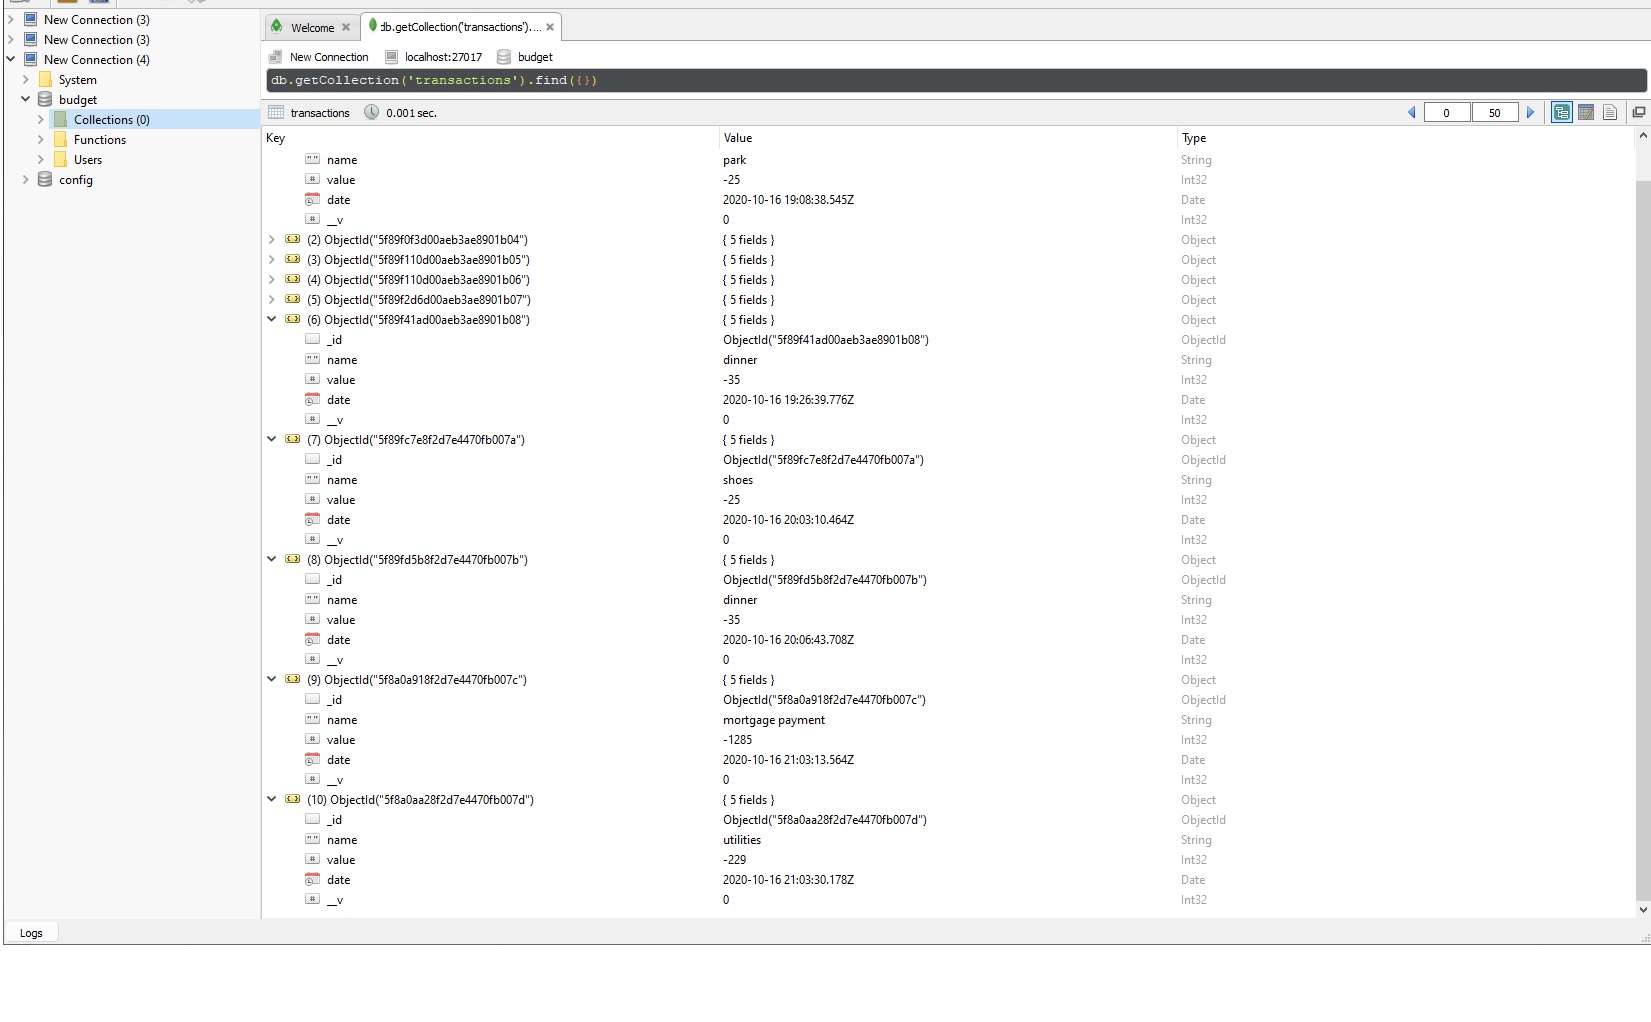 New Connection (3)
New Connection (3)
New Connection (4)
System
budget
Collections (0)
Functions
Users
config
Welcome
db.getCollection('transactions')....
New Connection localhost:27017 budget
db.getCollection('transactions').find({})
transactions 0.001 sec. 0 50
Key Value Type
" " name park String
# value -25 Int32
date 2020-10-16 19:08:38.545Z Date
# __v 0 Int32
(2) ObjectId("5f89f0f3d00aeb3ae8901b04") { 5 fields } Object
(3) ObjectId("5f89f110d00aeb3ae8901b05") { 5 fields } Object
(4) ObjectId("5f89f110d00aeb3ae8901b06") { 5 fields } Object
(5) ObjectId("5f89f2d6d00aeb3ae8901b07") { 5 fields } Object
(6) ObjectId("5f89f41ad00aeb3ae8901b08") { 5 fields } Object
_id ObjectId("5f89f41ad00aeb3ae8901b08") ObjectId
" " name dinner String
# value -35 Int32
date 2020-10-16 19:26:39.776Z Date
# __v 0 Int32
(7) ObjectId("5f89fc7e8f2d7e4470fb007a") { 5 fields } Object
_id ObjectId("5f89fc7e8f2d7e4470fb007a") ObjectId
" " name shoes String
# value -25 Int32
date 2020-10-16 20:03:10.464Z Date
# __v 0 Int32
(8) ObjectId("5f89fd5b8f2d7e4470fb007b") { 5 fields } Object
_id ObjectId("5f89fd5b8f2d7e4470fb007b") ObjectId
" " name dinner String
# value -35 Int32
date 2020-10-16 20:06:43.708Z Date
# __v 0 Int32
(9) ObjectId("5f8a0a918f2d7e4470fb007c") { 5 fields } Object
_id ObjectId("5f8a0a918f2d7e4470fb007c") ObjectId
" " name mortgage payment String
# value -1285 Int32
date 2020-10-16 21:03:13.564Z Date
# __v 0 Int32
(10) ObjectId("5f8a0aa28f2d7e4470fb007d") { 5 fields } Object
_id ObjectId("5f8a0aa28f2d7e4470fb007d") ObjectId
" " name utilities String
# value -229 Int32
date 2020-10-16 21:03:30.178Z Date
# __v 0 Int32
Logs